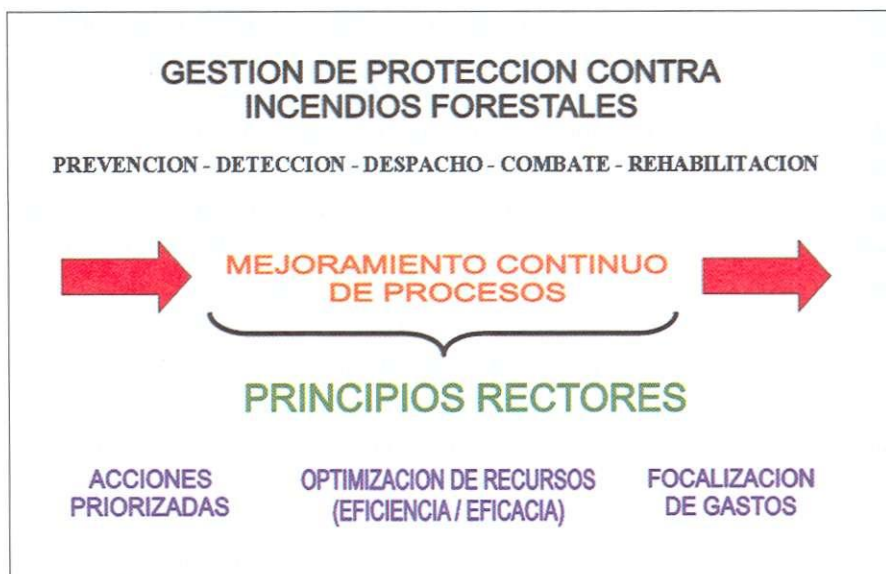 GESTION DE PROTECCION CONTRA
INCENDIOS FORESTALES
PREVENCION - DETECCION - DESPACHO - COMBATE - REHABILITACION
MEJORAMIENTO CONTINUO
DE PROCESOS
PRINCIPIOS RECTORES
ACCIONES
PRIORIZADAS
OPTIMIZACION DE RECURSOS
(EFICIENCIA / EFICACIA)
FOCALIZACION
DE GASTOS